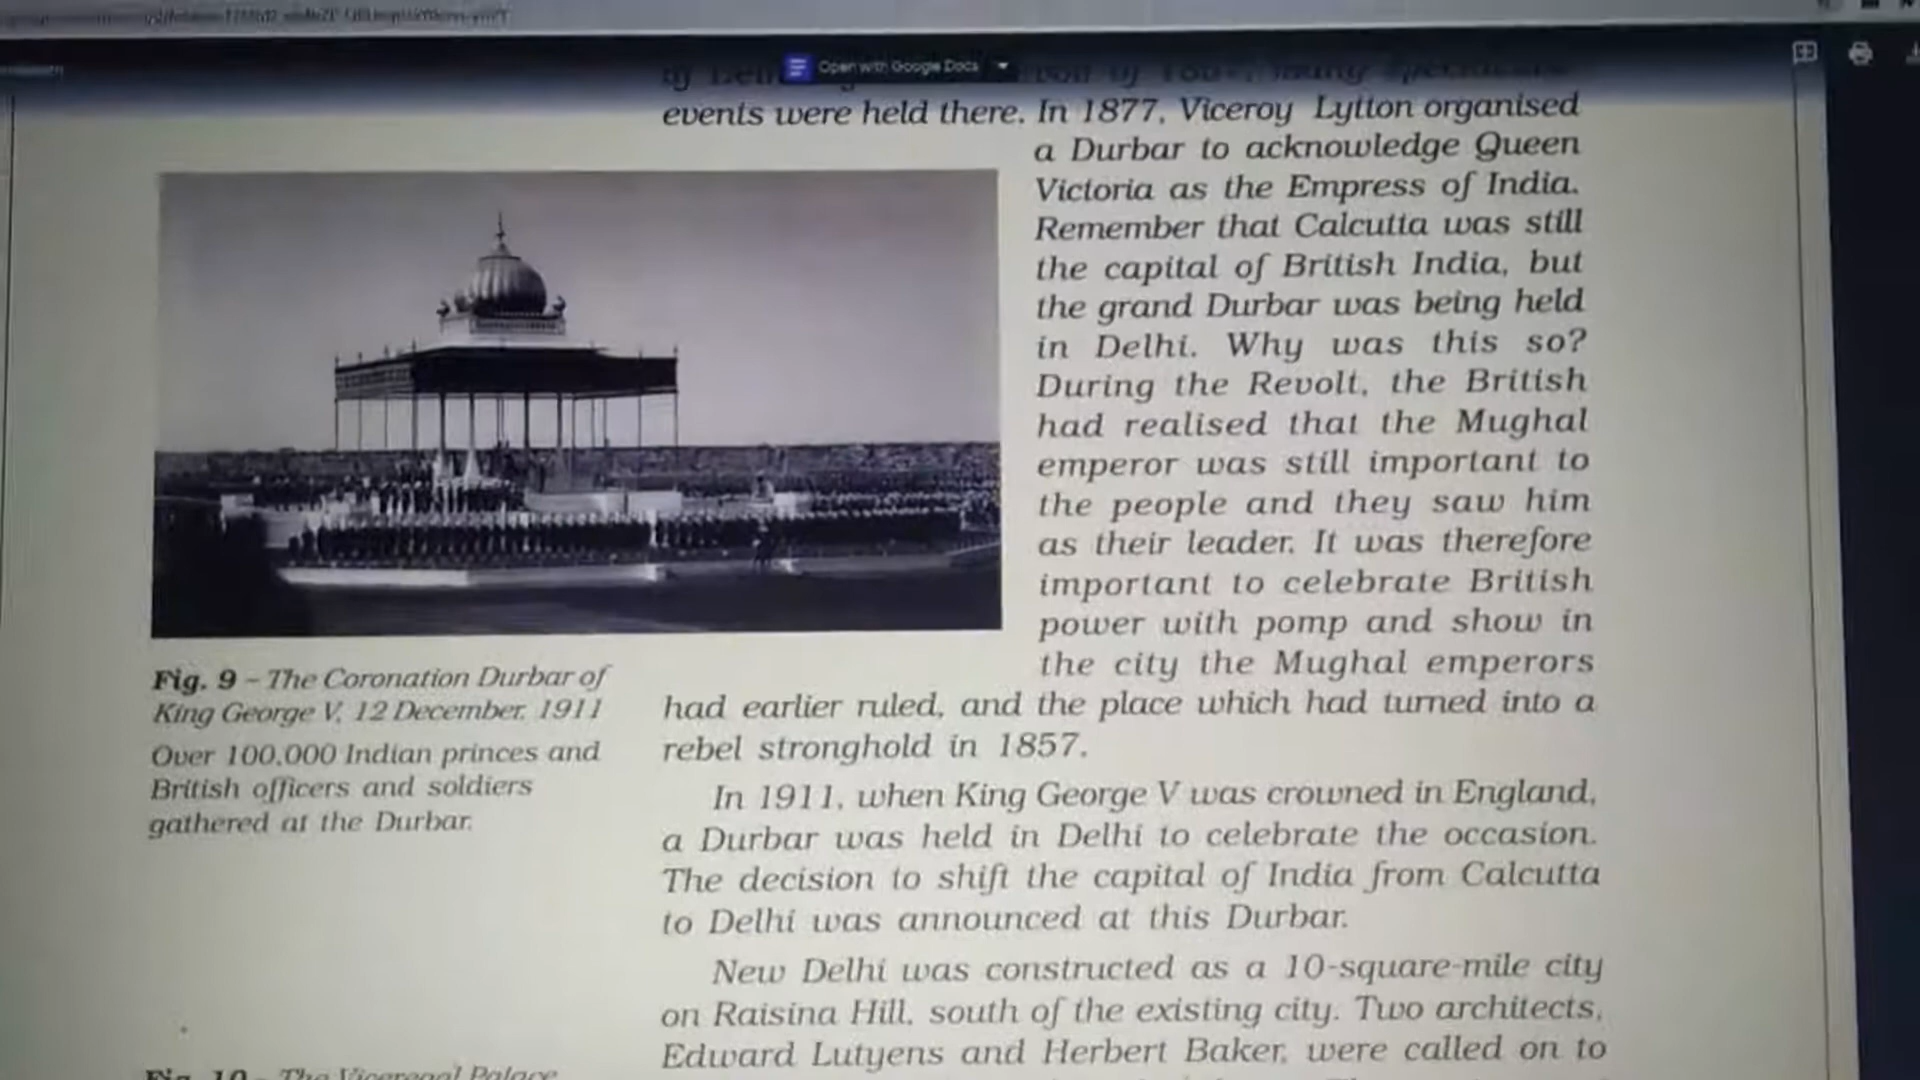 Open with Google Docs
events were held there. In 1877, Viceroy Lytton organised
a Durbar to acknowledge Queen
Victoria as the Empress of India.
Remember that Calcutta was still
the capital of British India, but
the grand Durbar was being held
in Delhi. Why was this so?
During the Revolt, the British
had realised that the Mughal
emperor was still important to
the people and they saw him
as their leader. It was therefore
important to celebrate British
power with pomp and show in
the city the Mughal emperors
had earlier ruled, and the place which had turned into a
rebel stronghold in 1857.
Fig. 9 – The Coronation Durbar of
King George V, 12 December, 1911
Over 100,000 Indian princes and
British officers and soldiers
gathered at the Durbar.
In 1911, when King George V was crowned in England,
a Durbar was held in Delhi to celebrate the occasion.
The decision to shift the capital of India from Calcutta
to Delhi was announced at this Durbar.
New Delhi was constructed as a 10-square-mile city
on Raisina Hill, south of the existing city. Two architects,
Edward Lutyens and Herbert Baker, were called on to
Fig. 10 – The Viceregal Palace